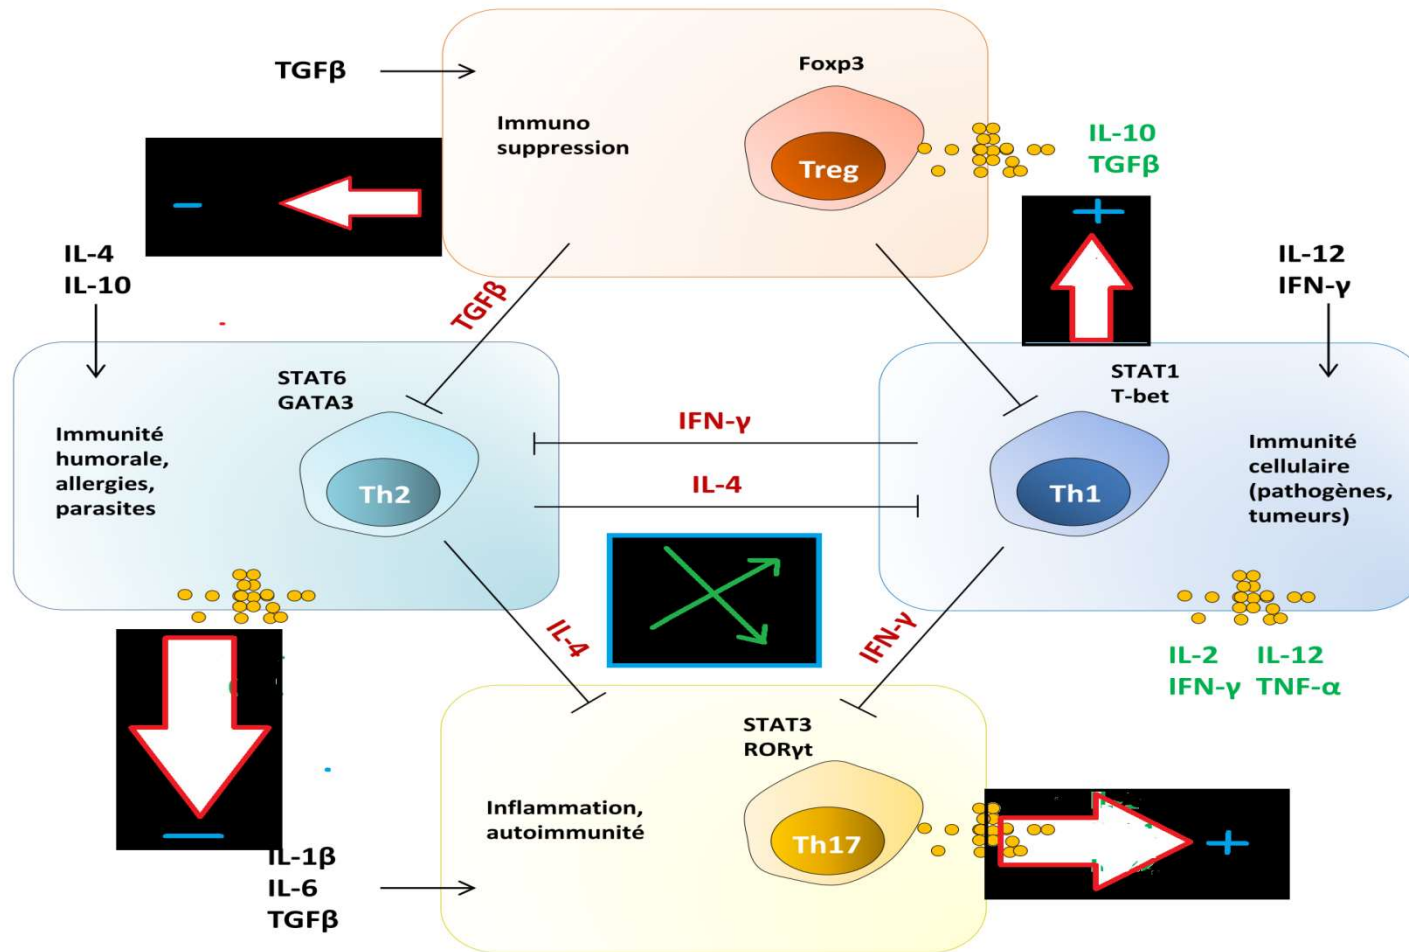 TGFβ
Foxp3
Immuno
suppression
Treg
IL-10
TGFβ
−
+
IL-4
IL-10
IL-12
IFN-γ
TGFβ
STAT6
GATA3
STAT1
T-bet
Immunité
humorale,
allergies,
parasites
Th2
IFN-γ
IL-4
Th1
Immunité
cellulaire
(pathogènes,
tumeurs)
IL-4
IFN-γ
IL-2 IL-12
IFN-γ TNF-α
STAT3
RORγt
Inflammation,
autoimmunité
Th17
−
+
IL-1β
IL-6
TGFβ